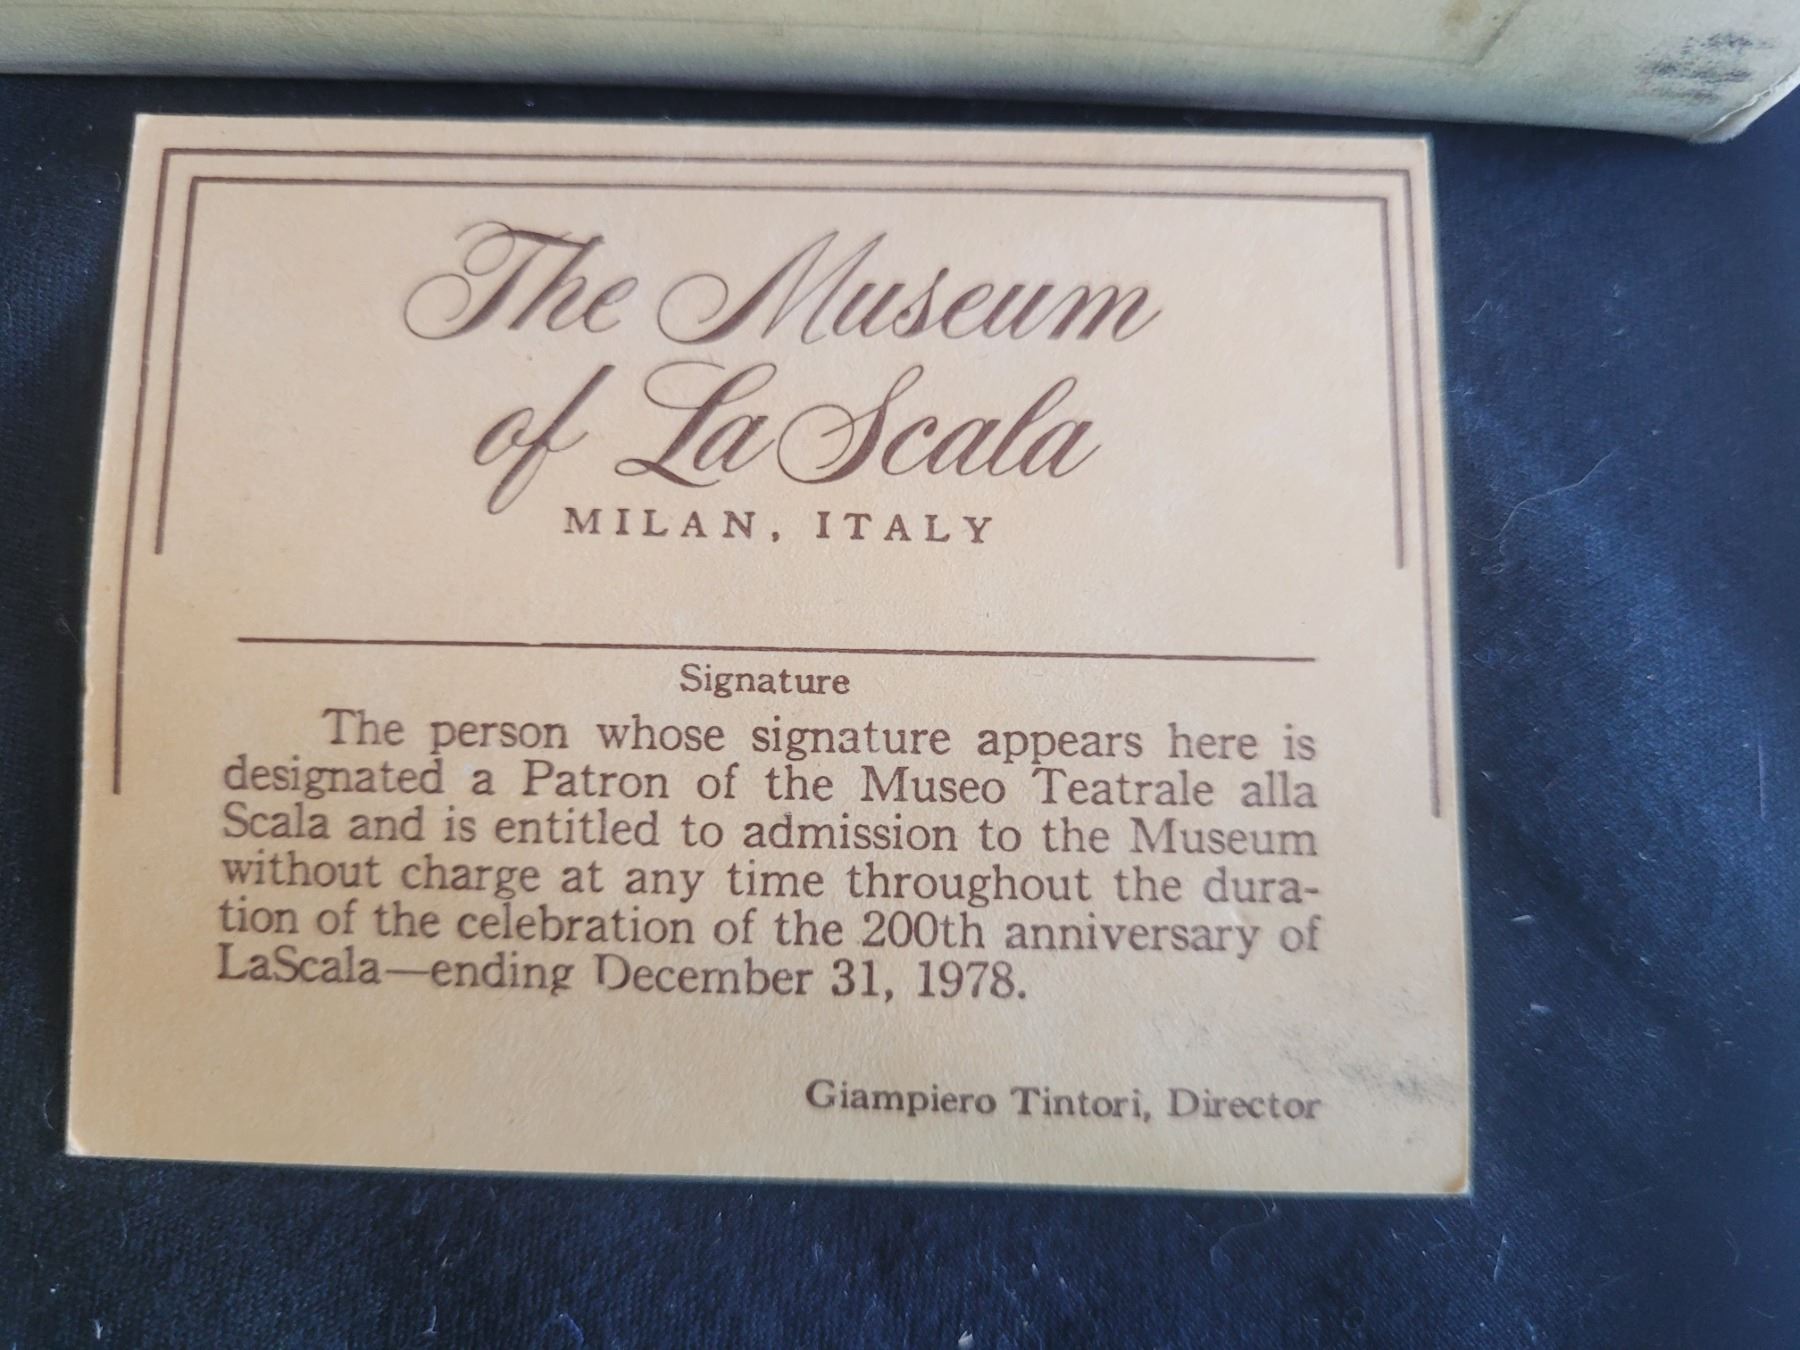 The Museum
of La Scala
MILAN, ITALY
Signature
The person whose signature appears here is
designated a Patron of the Museo Teatrale alla
Scala and is entitled to admission to the Museum
without charge at any time throughout the dura-
tion of the celebration of the 200th anniversary of
LaScala—ending December 31, 1978.
Giampiero Tintori, Director